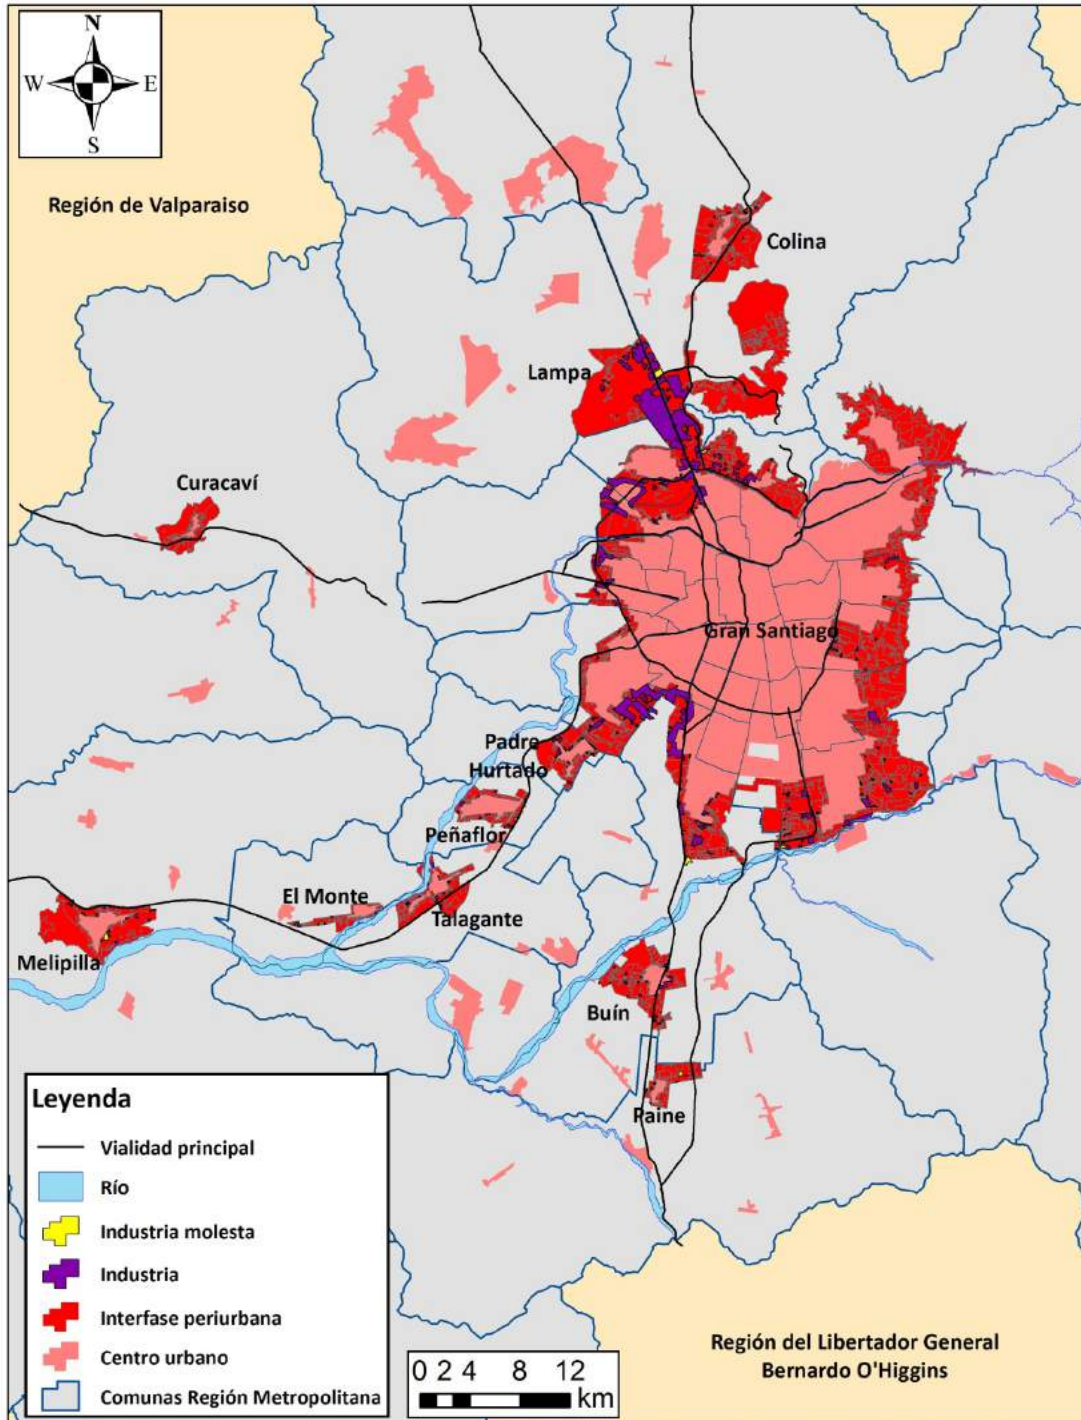 N
W
E
S
Región de Valparaiso
Colina
Lampa
Curacaví
Gran Santiago
Padre
Hurtado
Peñaflor
El Monte
Talagante
Melipilla
Buín
Paine
Leyenda
Vialidad principal
Río
Industria molesta
Industria
Interfase periurbana
Centro urbano
Comunas Región Metropolitana
0 2 4 8 12
km
Región del Libertador General
Bernardo O'Higgins